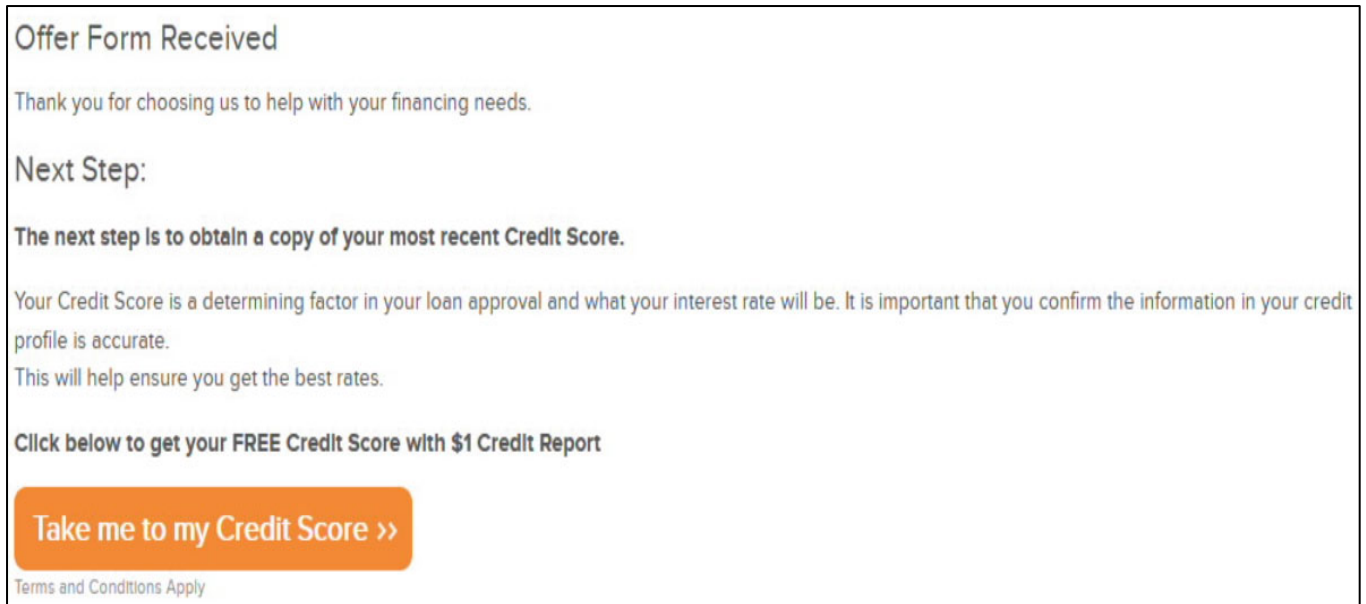 Offer Form Received
Thank you for choosing us to help with your financing needs.
Next Step:
The next step is to obtain a copy of your most recent Credit Score.
Your Credit Score is a determining factor in your loan approval and what your interest rate will be. It is important that you confirm the information in your credit
profile is accurate.
This will help ensure you get the best rates.
Click below to get your FREE Credit Score with $1 Credit Report
Take me to my Credit Score >>
Terms and Conditions Apply